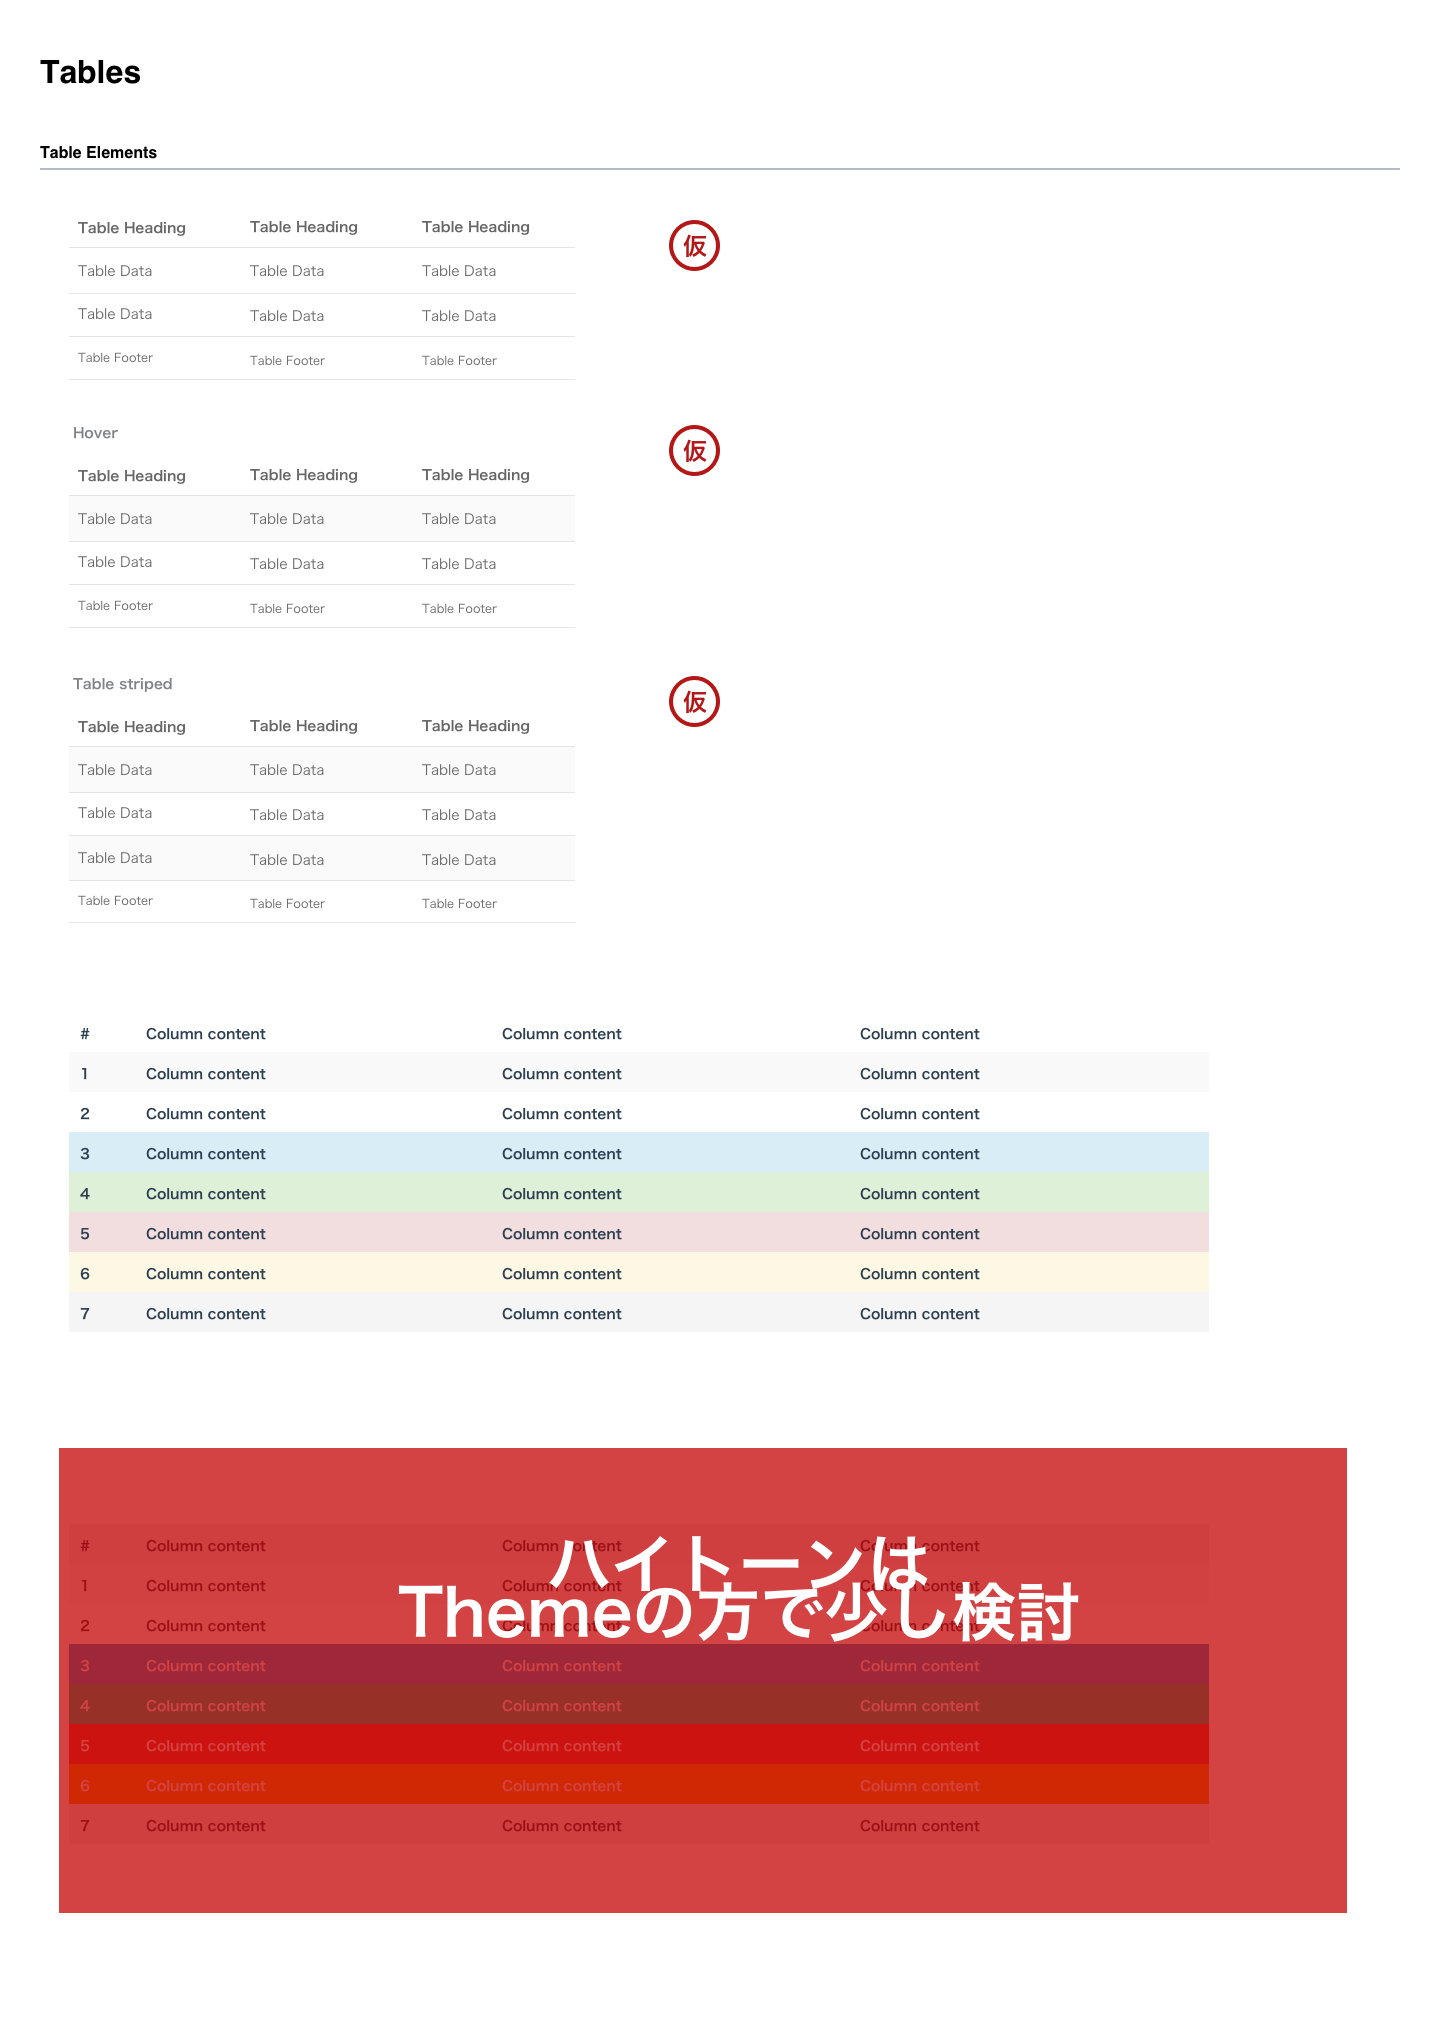 Tables
Table Elements
Table Heading Table Heading Table Heading
仮
Table Data Table Data Table Data
Table Data Table Data Table Data
Table Footer Table Footer Table Footer
Hover
仮
Table Heading Table Heading Table Heading
Table Data Table Data Table Data
Table Data Table Data Table Data
Table Footer Table Footer Table Footer
Table striped
仮
Table Heading Table Heading Table Heading
Table Data Table Data Table Data
Table Data Table Data Table Data
Table Data Table Data Table Data
Table Footer Table Footer Table Footer
# Column content Column content Column content
1 Column content Column content Column content
2 Column content Column content Column content
3 Column content Column content Column content
4 Column content Column content Column content
5 Column content Column content Column content
6 Column content Column content Column content
7 Column content Column content Column content
ハイトーンは
Themeの方で少し検討
# Column content Column content Column content
1 Column content Column content Column content
2 Column content Column content Column content
3 Column content Column content Column content
4 Column content Column content Column content
5 Column content Column content Column content
6 Column content Column content Column content
7 Column content Column content Column content